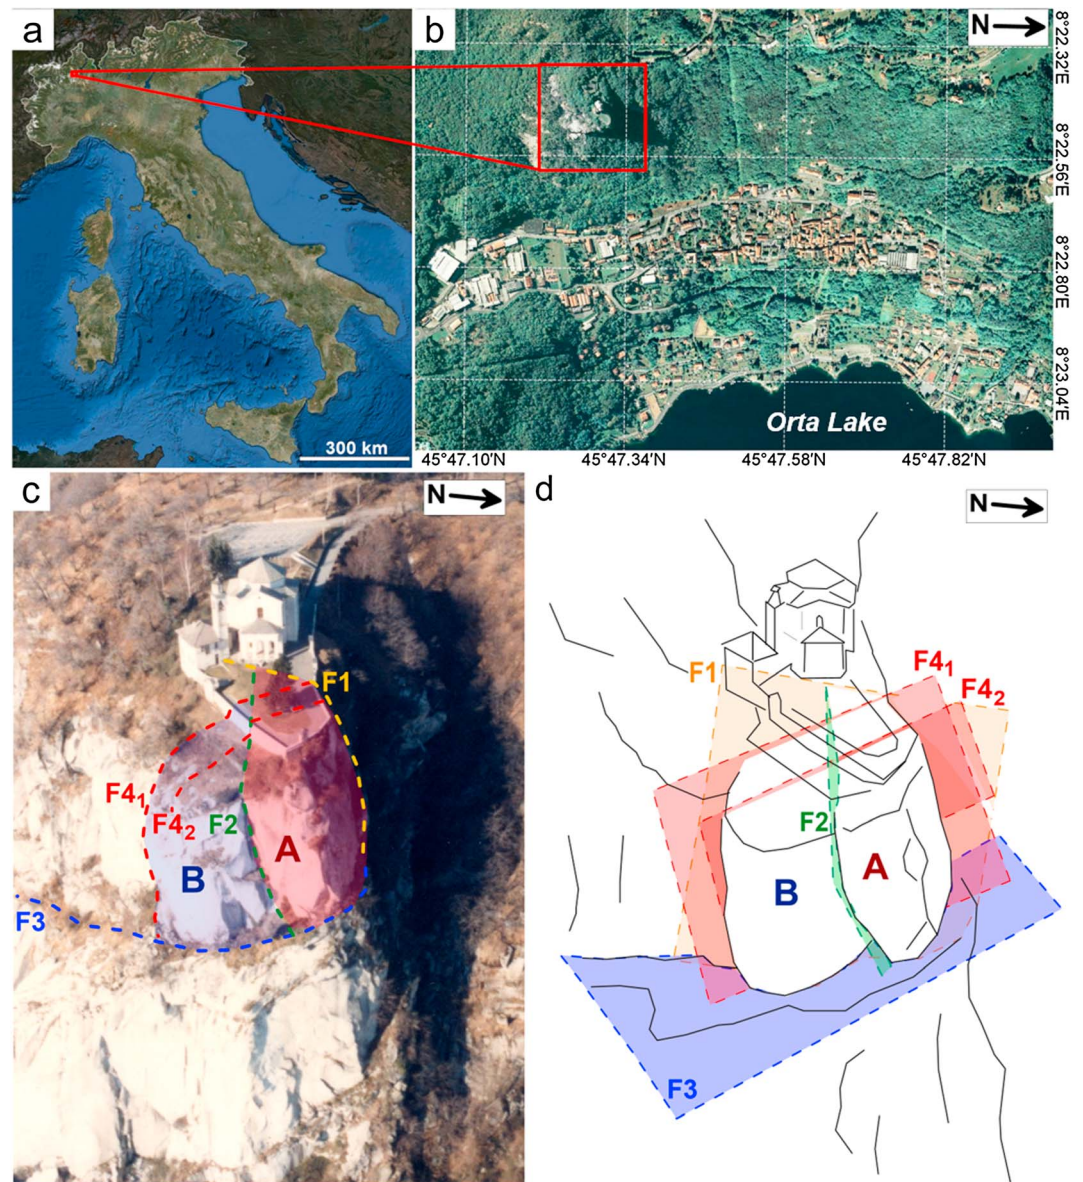 a
300 km
b
N
8°22.32'E
8°22.56'E
8°22.80'E
8°23.04'E
Orta Lake
45°47.10'N
45°47.34'N
45°47.58'N
45°47.82'N
c
N
F1
F4₁
F4₂
F2
A
B
F3
d
N
F1
F4₁
F4₂
F2
A
B
F3